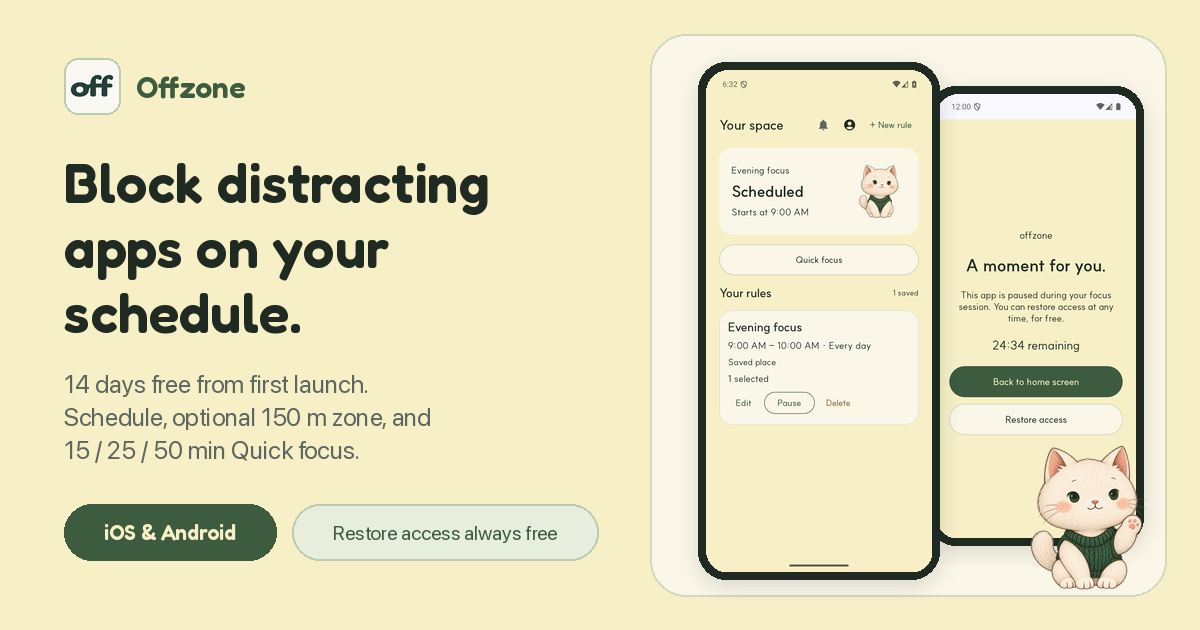 off Offzone
Block distracting
apps on your
schedule.
14 days free from first launch.
Schedule, optional 150 m zone, and
15 / 25 / 50 min Quick focus.
iOS & Android
Restore access always free
6:32
Your space
+ New rule
Evening focus
Scheduled
Starts at 9:00 AM
Quick focus
Your rules
1 saved
Evening focus
9:00 AM – 10:00 AM · Every day
Saved place
1 selected
Edit
Pause
Delete
12:00
offzone
A moment for you.
This app is paused during your focus
session. You can restore access at any
time, for free.
24:34 remaining
Back to home screen
Restore access